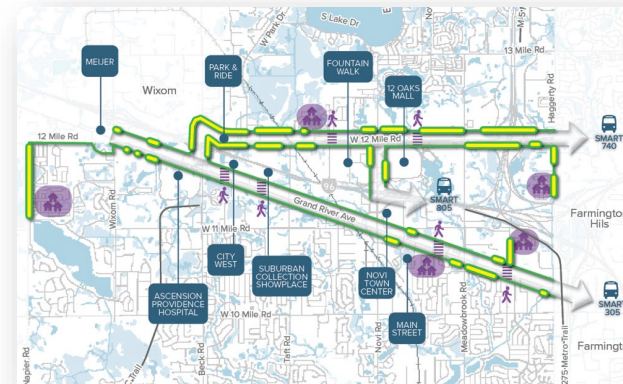 S Lake Dr
W Park Dr
13 Mile Rd
Haggerty Rd
MEIJER
Wixom
PARK &
RIDE
FOUNTAIN
WALK
12 OAKS
MALL
12 Mile Rd
W 12 Mile Rd
SMART
740
96
SMART
805
Wixom Rd
Grand River Ave
Farmington
Hills
W 11 Mile Rd
ASCENSION
PROVIDENCE
HOSPITAL
CITY
WEST
SUBURBAN
COLLECTION
SHOWPLACE
NOVI
TOWN
CENTER
MAIN
STREET
SMART
305
W 10 Mile Rd
Beck Rd
Taft Rd
Novi Rd
Meadowbrook Rd
Napier Rd
275-Metro-Trail
Farmingt